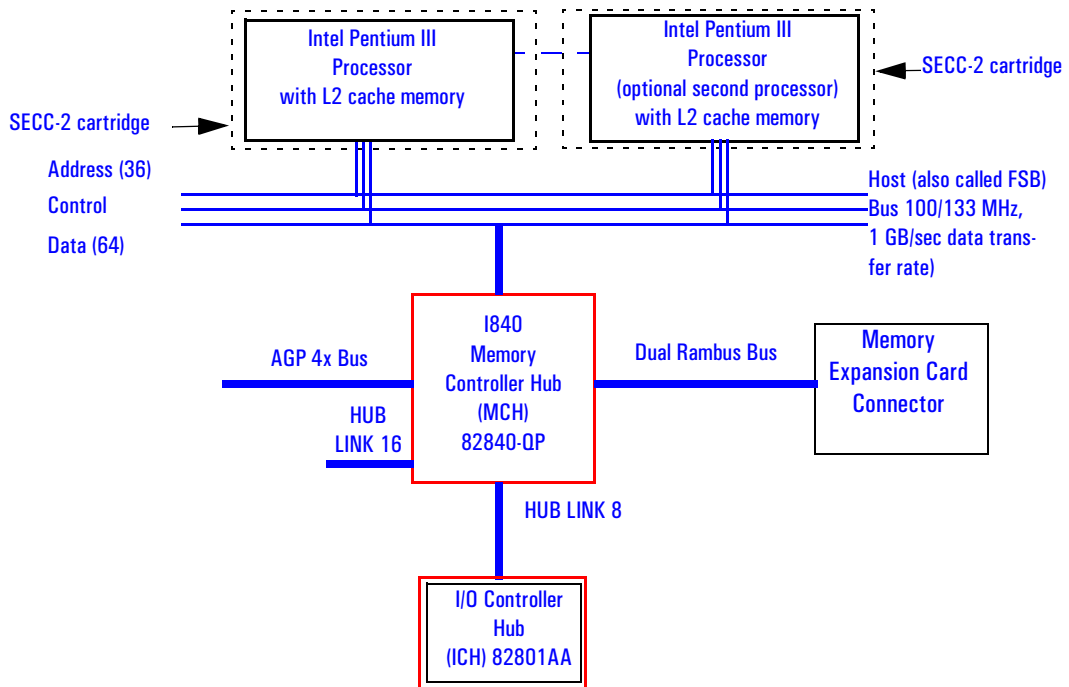 Intel Pentium III
Processor
with L2 cache memory
Intel Pentium III
Processor
(optional second processor)
with L2 cache memory
SECC-2 cartridge
SECC-2 cartridge
Address (36)
Control
Data (64)
Host (also called FSB)
Bus 100/133 MHz,
1 GB/sec data trans-
fer rate)
I840
Memory
Controller Hub
(MCH)
82840-QP
AGP 4x Bus
HUB
LINK 16
Dual Rambus Bus
Memory
Expansion Card
Connector
HUB LINK 8
I/O Controller
Hub
(ICH) 82801AA